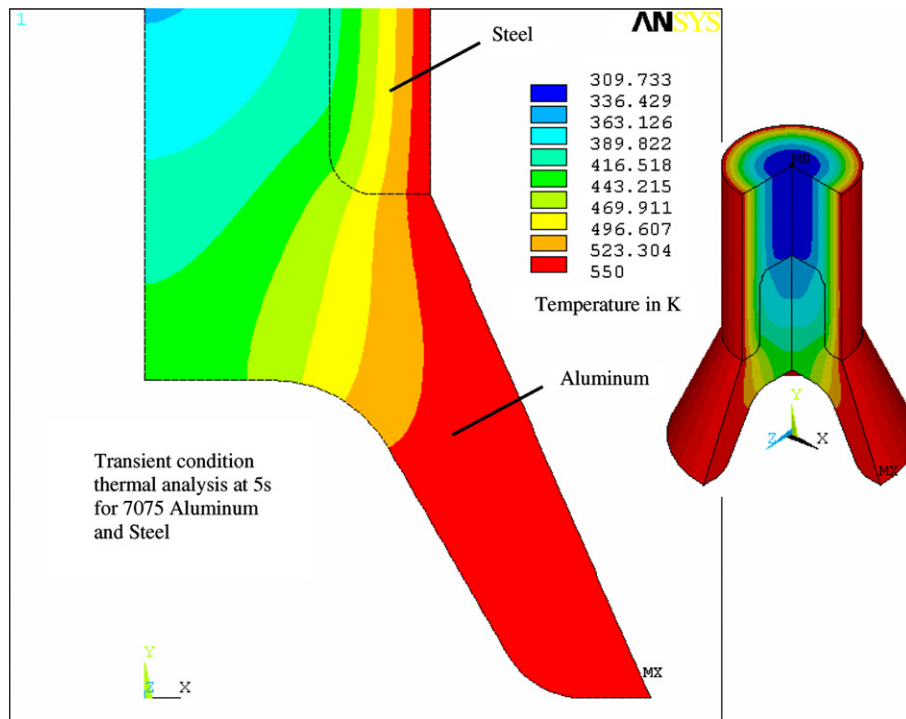 1
ANSYS
Steel
309.733
336.429
363.126
389.822
416.518
443.215
469.911
496.607
523.304
550
Temperature in K
MN
Aluminum
Transient condition
thermal analysis at 5s
for 7075 Aluminum
and Steel
Y
Z X
MX
Y
Z X
MX